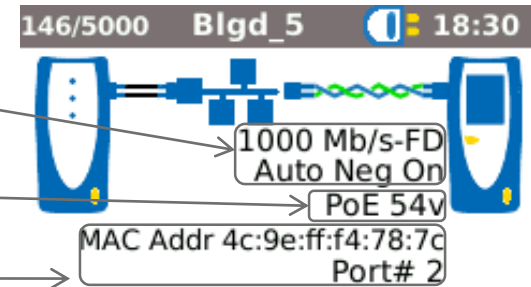 146/5000 Blgd_5 18:30
1000 Mb/s-FD
Auto Neg On
PoE 54v
MAC Addr 4c:9e:ff:f4:78:7c
Port# 2